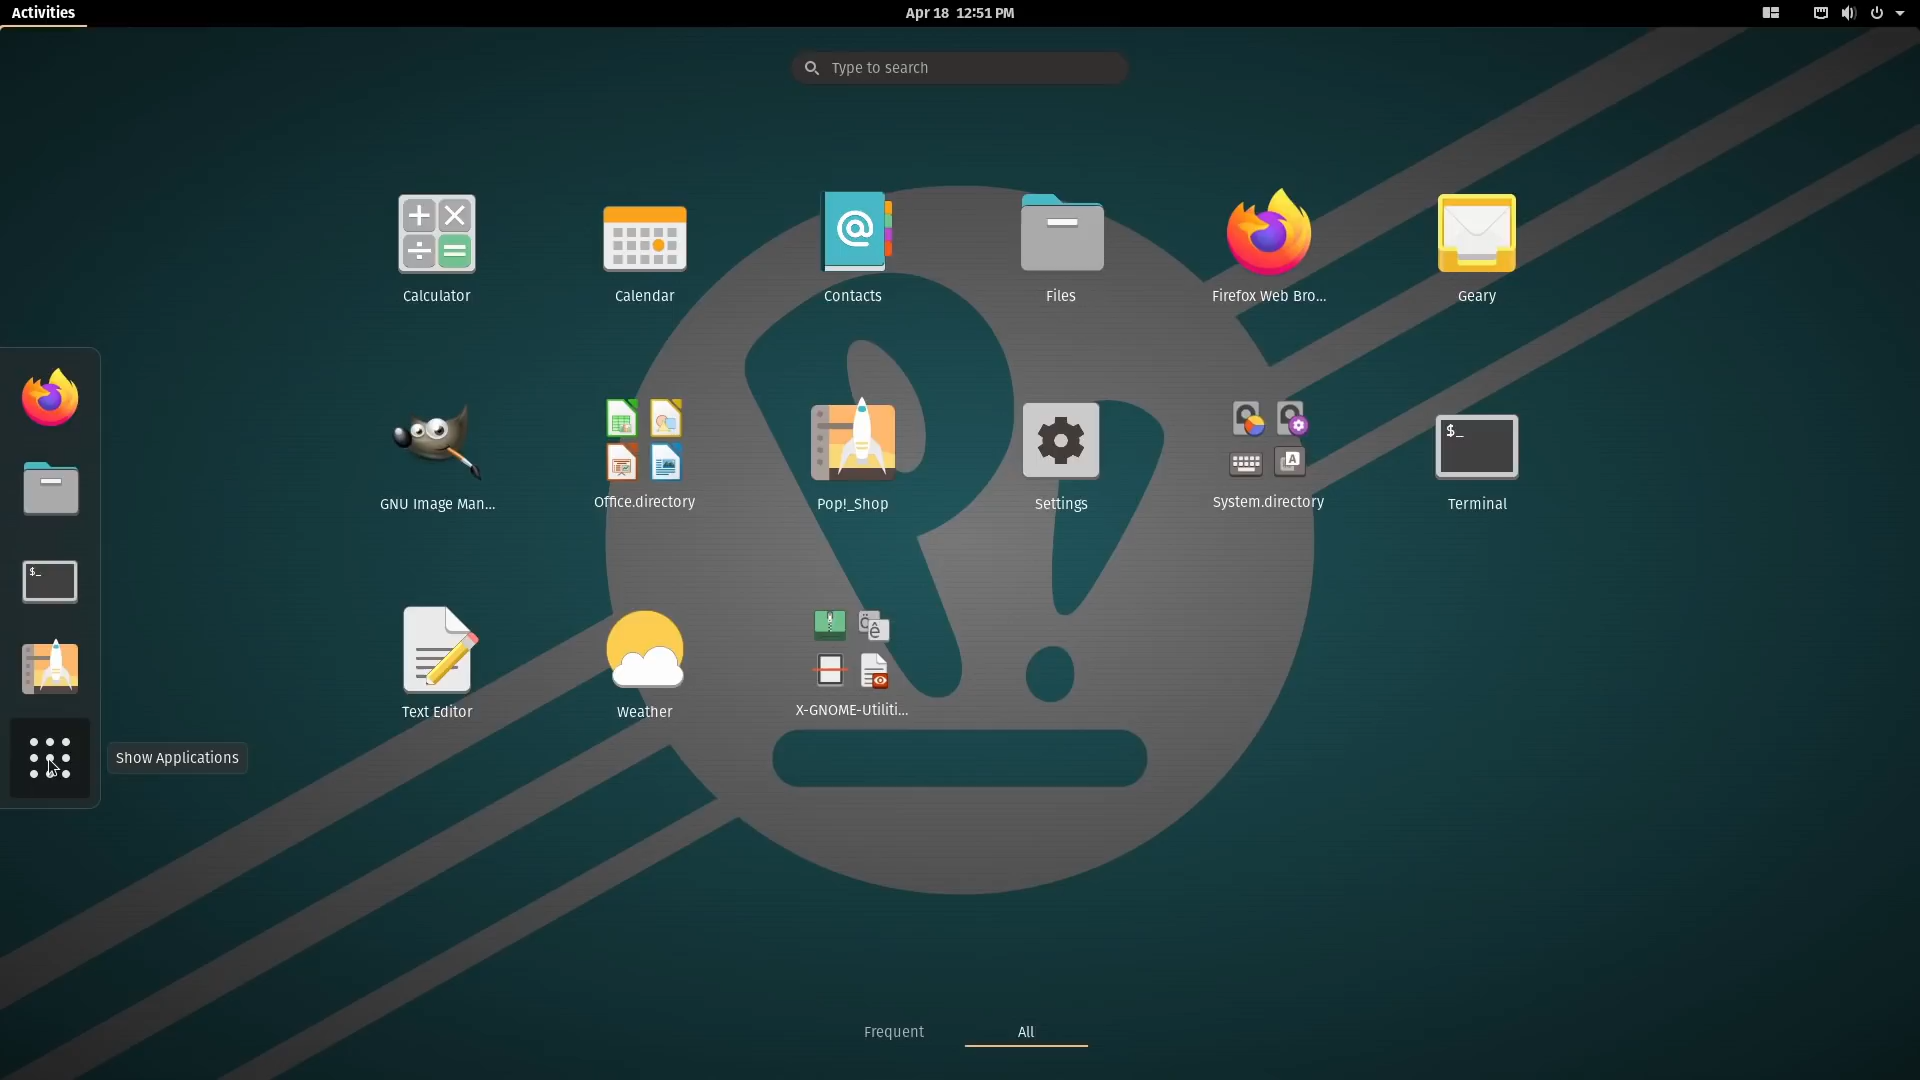 Activities
Apr 18 12:51 PM
Type to search
Calculator
Calendar
Contacts
Files
Firefox Web Bro...
Geary
GNU Image Man...
Office.directory
Pop!_Shop
Settings
System.directory
$_
Terminal
$_
Text Editor
Weather
X-GNOME-Utiliti...
Show Applications
Frequent
All